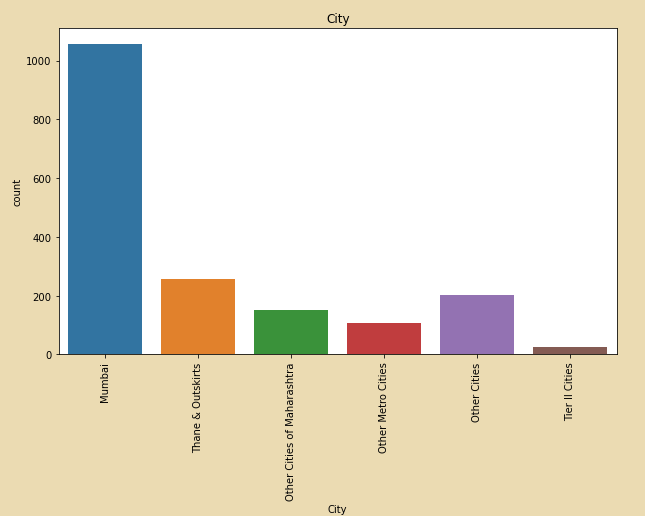 City
1000
800
600
400
200
0
count
Mumbai
Thane & Outskirts
Other Cities of Maharashtra
Other Metro Cities
Other Cities
Tier II Cities
City